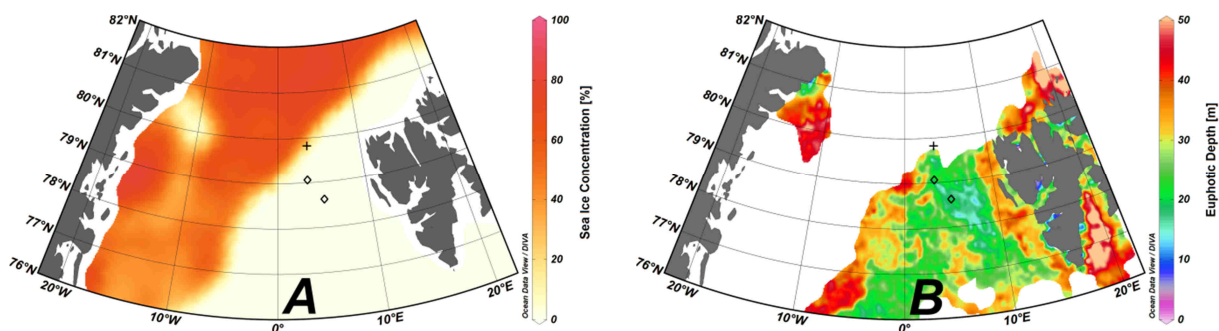 82°N
81°N
80°N
79°N
78°N
77°N
76°N
20°W
10°W
0°
10°E
20°E
A
Ocean Data View / DIVA
Sea Ice Concentration [%]
100
80
60
40
20
0
82°N
81°N
80°N
79°N
78°N
77°N
76°N
20°W
10°W
0°
10°E
20°E
B
Ocean Data View / DIVA
Euphotic Depth [m]
50
40
30
20
10
0